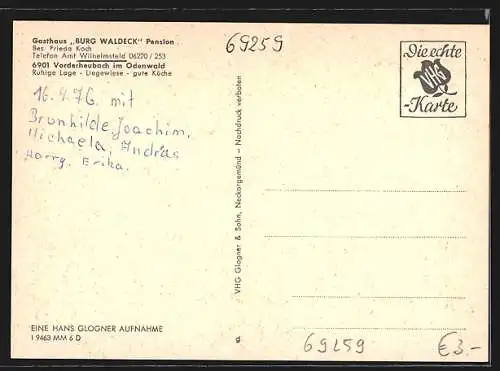 Gasthaus „BURG WALDECK" Pension
Bes. Frieda Koch
Telefon Amt Wilhelmsfeld 06220 / 253
6901 Vorderheubach im Odenwald
Ruhige Lage - Liegewiese - gute Küche
69259
Die echte
VHG
-Karte
16.4.76 mit
Brunhilde, Joachim,
Michaela, András
Harry. Erika.
VHG Glogner & Sohn, Neckargemünd – Nachdruck verboten
EINE HANS GLOGNER AUFNAHME
I 9463 MM 6 D
69259
€3.-